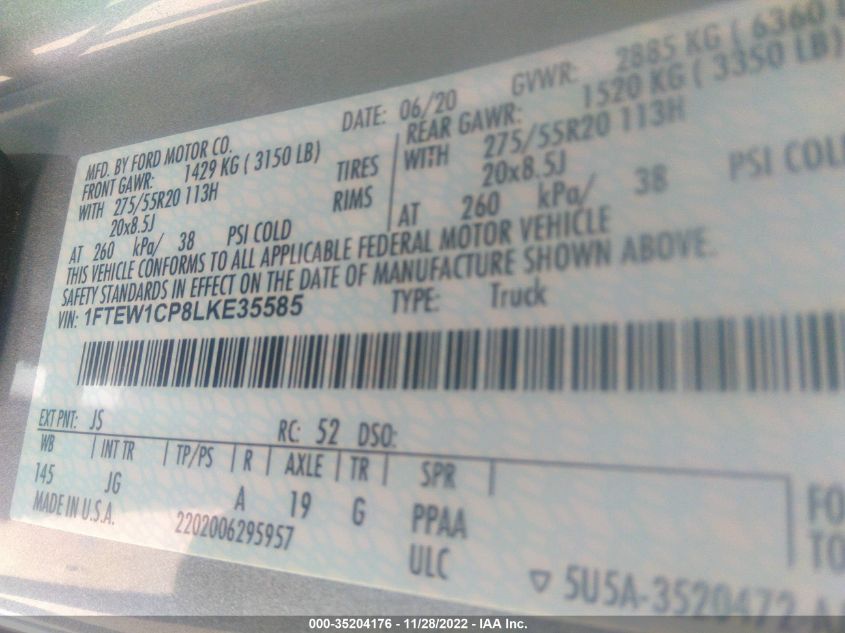 MFD. BY FORD MOTOR CO. DATE: 06/20 GVWR: 2885 KG ( 6360
FRONT GAWR: 1429 KG ( 3150 LB) REAR GAWR: 1520 KG ( 3350 LB)
WITH 275/55R20 113H TIRES WITH 275/55R20 113H
20x8.5J RIMS 20x8.5J
AT 260 kPa/ 38 PSI COLD AT 260 kPa/ 38 PSI COLD
THIS VEHICLE CONFORMS TO ALL APPLICABLE FEDERAL MOTOR VEHICLE
SAFETY STANDARDS IN EFFECT ON THE DATE OF MANUFACTURE SHOWN ABOVE.
VIN: 1FTEW1CP8LKE35585 TYPE: Truck
EXT PNT: JS RC: 52 DSO:
WB INT TR TP/PS R AXLE TR SPR
145 JG A 19 G PPAA
MADE IN U.S.A. 2202006295957 ULC
FO
TO
5U5A-3520472-A
000-35204176 - 11/28/2022 - IAA Inc.